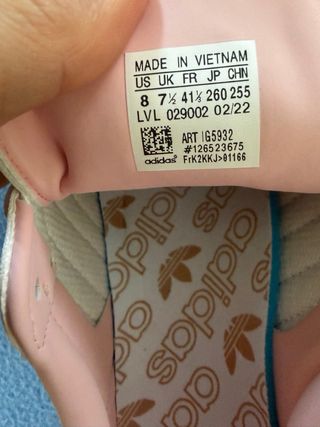 MADE IN VIETNAM
US UK FR JP CHN
8 7½ 41⅓ 260 255
LVL 029002 02/22
ART IG5932
#126523675
adidas FrK2KKJ>01166
adidas
adidas
adidas